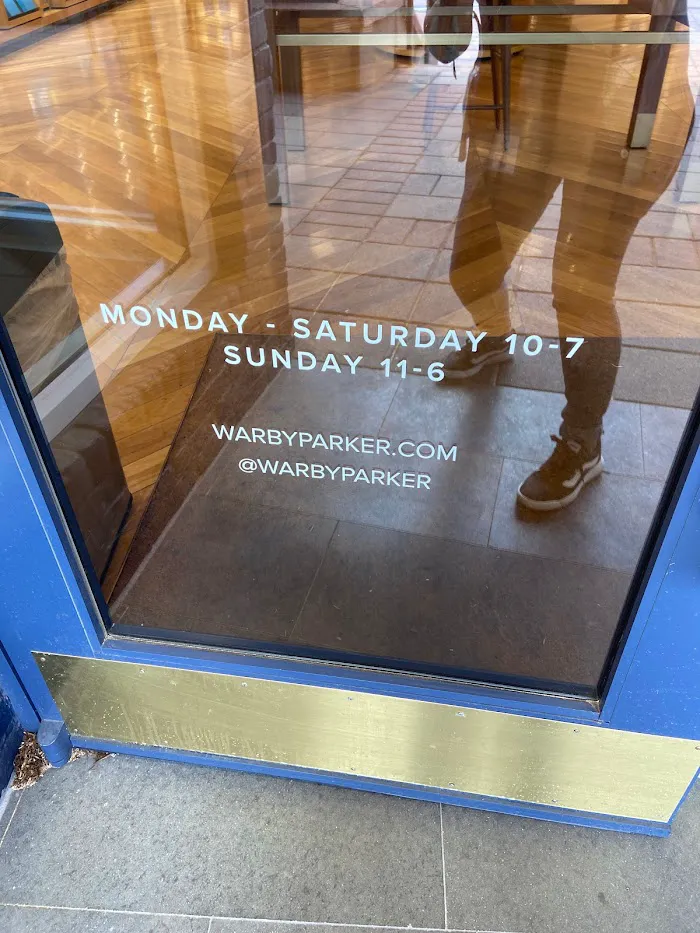 MONDAY - SATURDAY 10-7
SUNDAY 11-6
WARBYPARKER.COM
@WARBYPARKER